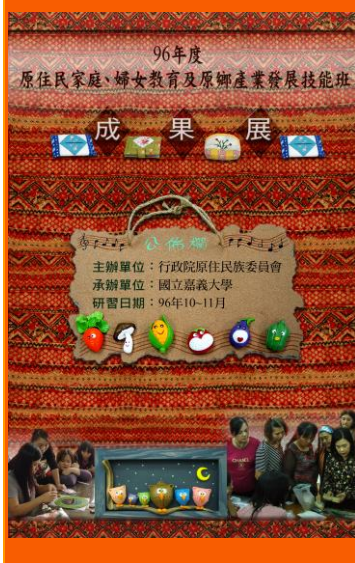 96年度
原住民家庭、婦女教育及原鄉產業發展技能班
成果展
公佈欄
主辦單位：行政院原住民族委員會
承辦單位：國立嘉義大學
研習日期：96年10~11月